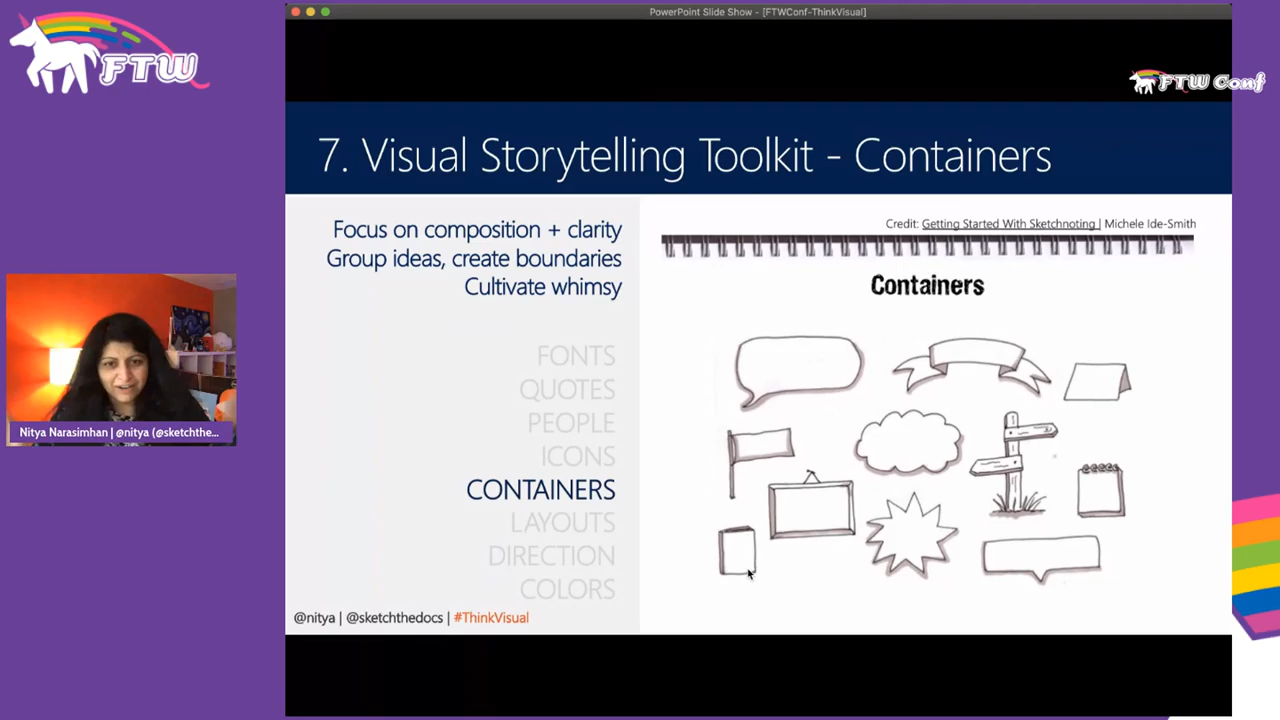 FTW
PowerPoint Slide Show - [FTWConf-ThinkVisual]
FTW Conf
7. Visual Storytelling Toolkit - Containers
Focus on composition + clarity
Group ideas, create boundaries
Cultivate whimsy
FONTS
QUOTES
PEOPLE
ICONS
CONTAINERS
LAYOUTS
DIRECTION
COLORS
@nitya | @sketchthedocs | #ThinkVisual
Credit: Getting Started With Sketchnoting | Michele Ide-Smith
Containers
Nitya Narasimhan | @nitya (@sketchthe...